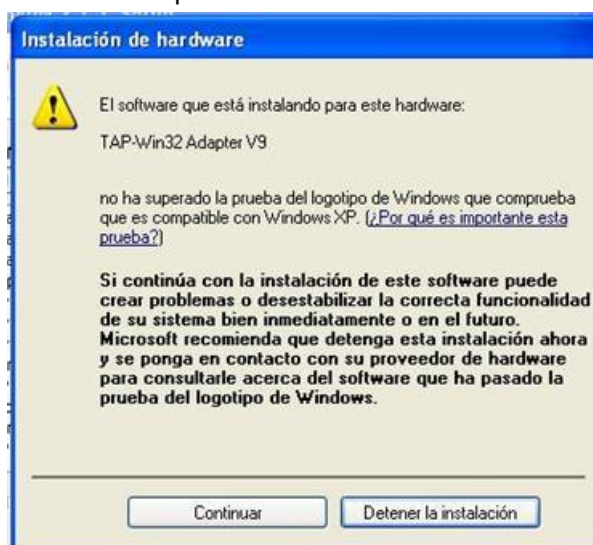 Instalación de hardware
El software que está instalando para este hardware:
TAP-Win32 Adapter V9
no ha superado la prueba del logotipo de Windows que comprueba
que es compatible con Windows XP. (¿Por qué es importante esta
prueba?)
Si continúa con la instalación de este software puede
crear problemas o desestabilizar la correcta funcionalidad
de su sistema bien inmediatamente o en el futuro.
Microsoft recomienda que detenga esta instalación ahora
y se ponga en contacto con su proveedor de hardware
para consultarle acerca del software que ha pasado la
prueba del logotipo de Windows.
Continuar
Detener la instalación